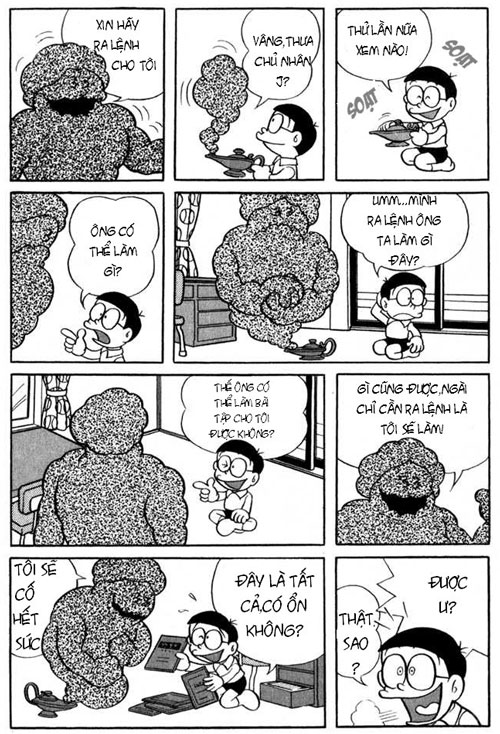 THỬ LẦN NỮA
XEM NÀO!
SOẠT
SOẠT
VÂNG,THƯA
CHỦ NHÂN
J?
XIN HÃY
RA LỆNH
CHO TÔI
UMM...MÌNH
RA LỆNH ÔNG
TA LÀM GÌ
ĐÂY?
ÔNG CÓ
THỂ LÀM
GÌ?
GÌ CŨNG ĐƯỢC,NGÀI
CHỈ CẦN RA LỆNH LÀ
TÔI SẼ LÀM!
THẾ ÔNG CÓ
THỂ LÀM BÀI
TẬP CHO TÔI
ĐƯỢC KHÔNG?
ĐƯỢC
Ư?
THẬT,
SAO
?
ĐÂY LÀ TẤT
CẢ,CÓ ỔN
KHÔNG?
TÔI SẼ
CỐ
HẾT
SỨC